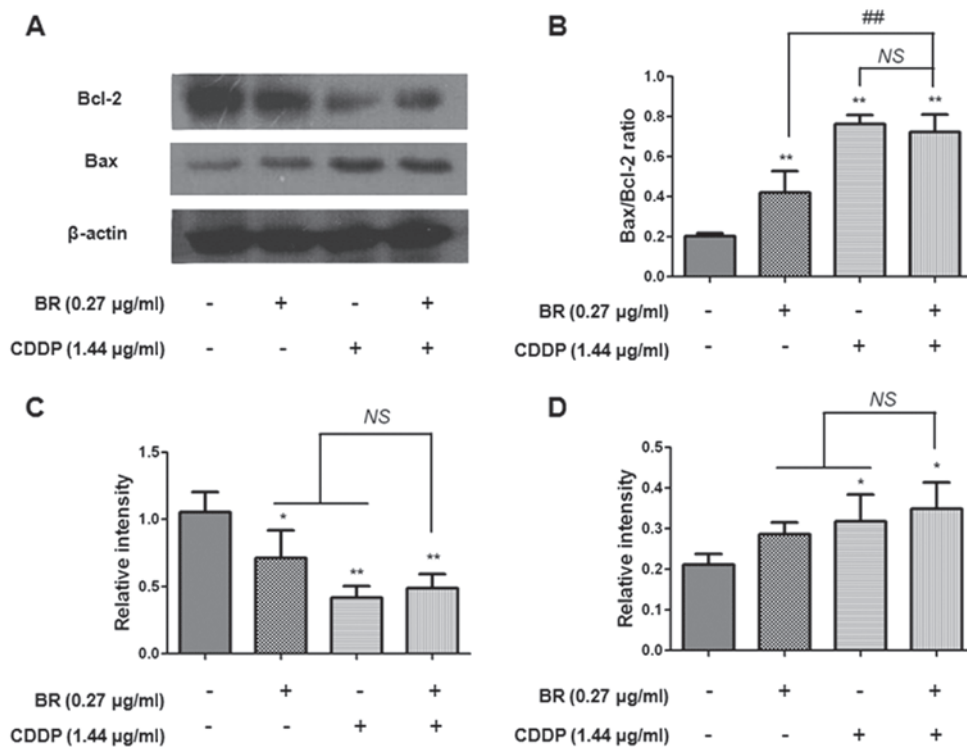 A
Bcl-2
Bax
β-actin
BR (0.27 μg/ml) - + - +
CDDP (1.44 μg/ml) - - + +
B
##
NS
Bax/Bcl-2 ratio
1.0
0.8
0.6
0.4
0.2
0.0
** ** **
BR (0.27 μg/ml) - + - +
CDDP (1.44 μg/ml) - - + +
C
NS
Relative intensity
1.5
1.0
0.5
0.0
* ** **
BR (0.27 μg/ml) - + - +
CDDP (1.44 μg/ml) - - + +
D
NS
Relative intensity
0.5
0.4
0.3
0.2
0.1
0.0
* *
BR (0.27 μg/ml) - + - +
CDDP (1.44 μg/ml) - - + +